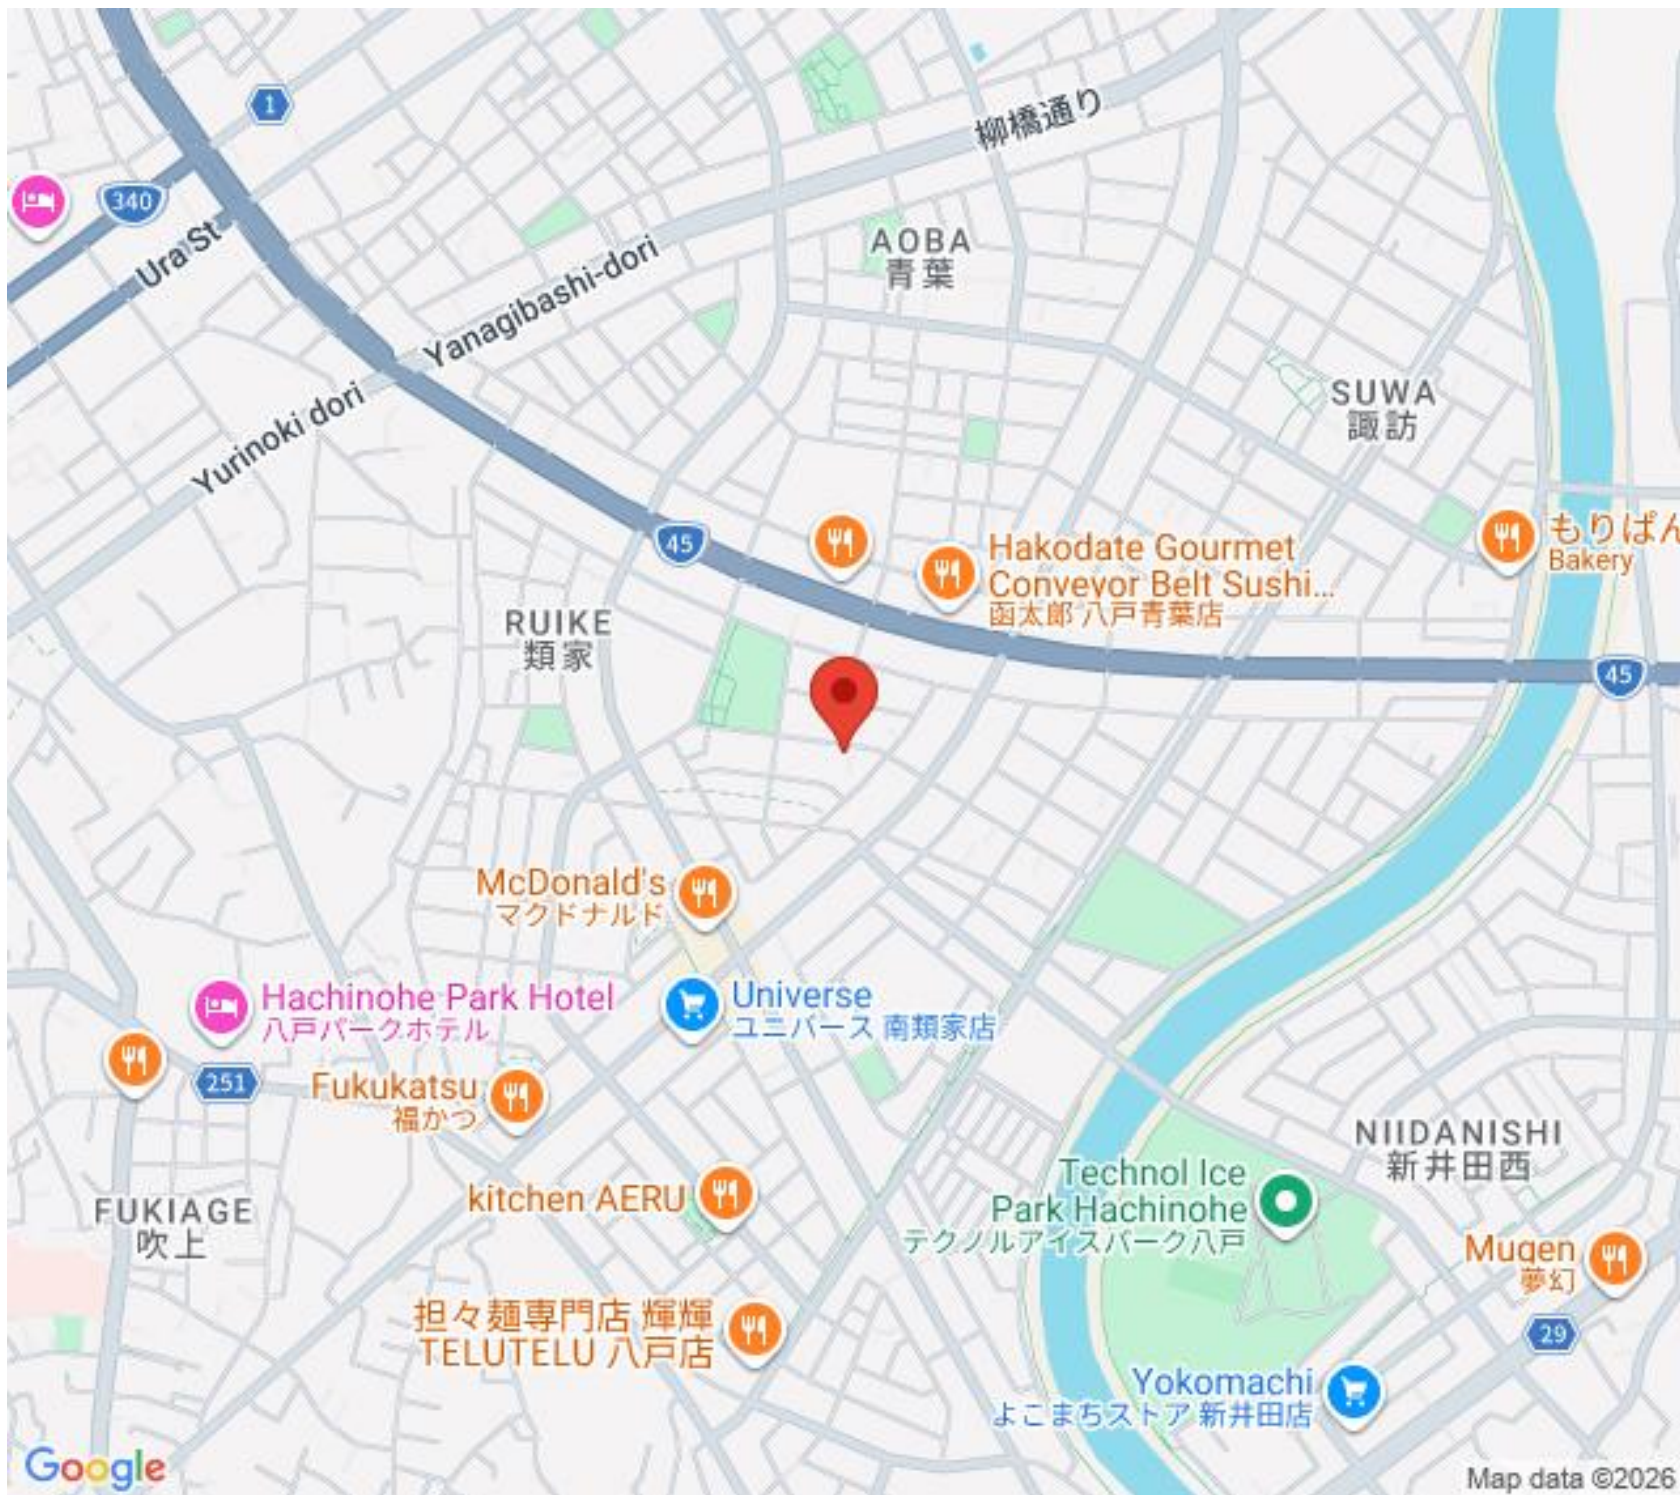 1
柳橋通り
340
Ura St
Yanagibashi-dori
AOBA
青葉
Yurinoki dori
SUWA
諏訪
45
Hakodate Gourmet
Conveyor Belt Sushi...
函太郎 八戸青葉店
もりぱん
Bakery
RUIKE
類家
45
McDonald's
マクドナルド
Hachinohe Park Hotel
八戸パークホテル
Universe
ユニバース 南類家店
251
Fukukatsu
福かつ
NIIDANISHI
新井田西
kitchen AERU
Technol Ice
Park Hachinohe
テクノルアイスパーク八戸
FUKIAGE
吹上
Mugen
夢幻
担々麺専門店 輝輝
TELUTELU 八戸店
29
Yokomachi
よこまちストア 新井田店
Google
Map data ©2026